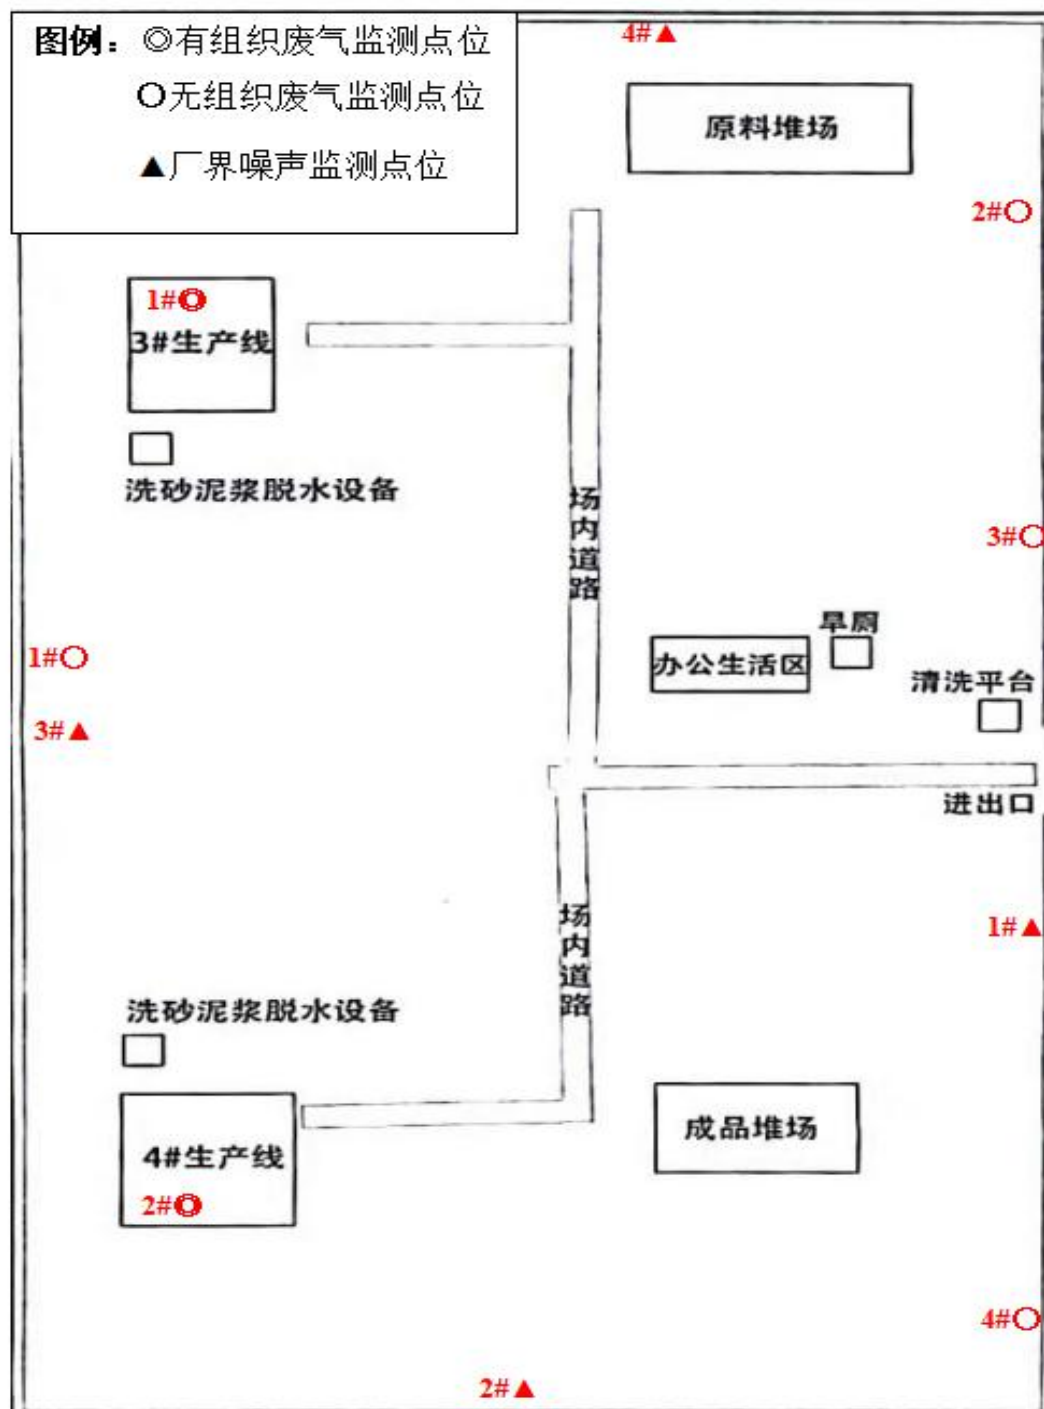 图例：◎有组织废气监测点位
○无组织废气监测点位
▲厂界噪声监测点位
4#▲
原料堆场
2#○
1#◎
3#生产线
洗砂泥浆脱水设备
场内道路
3#○
旱厕
办公生活区
1#○
清洗平台
3#▲
进出口
1#▲
场内道路
洗砂泥浆脱水设备
成品堆场
4#生产线
2#◎
4#○
2#▲